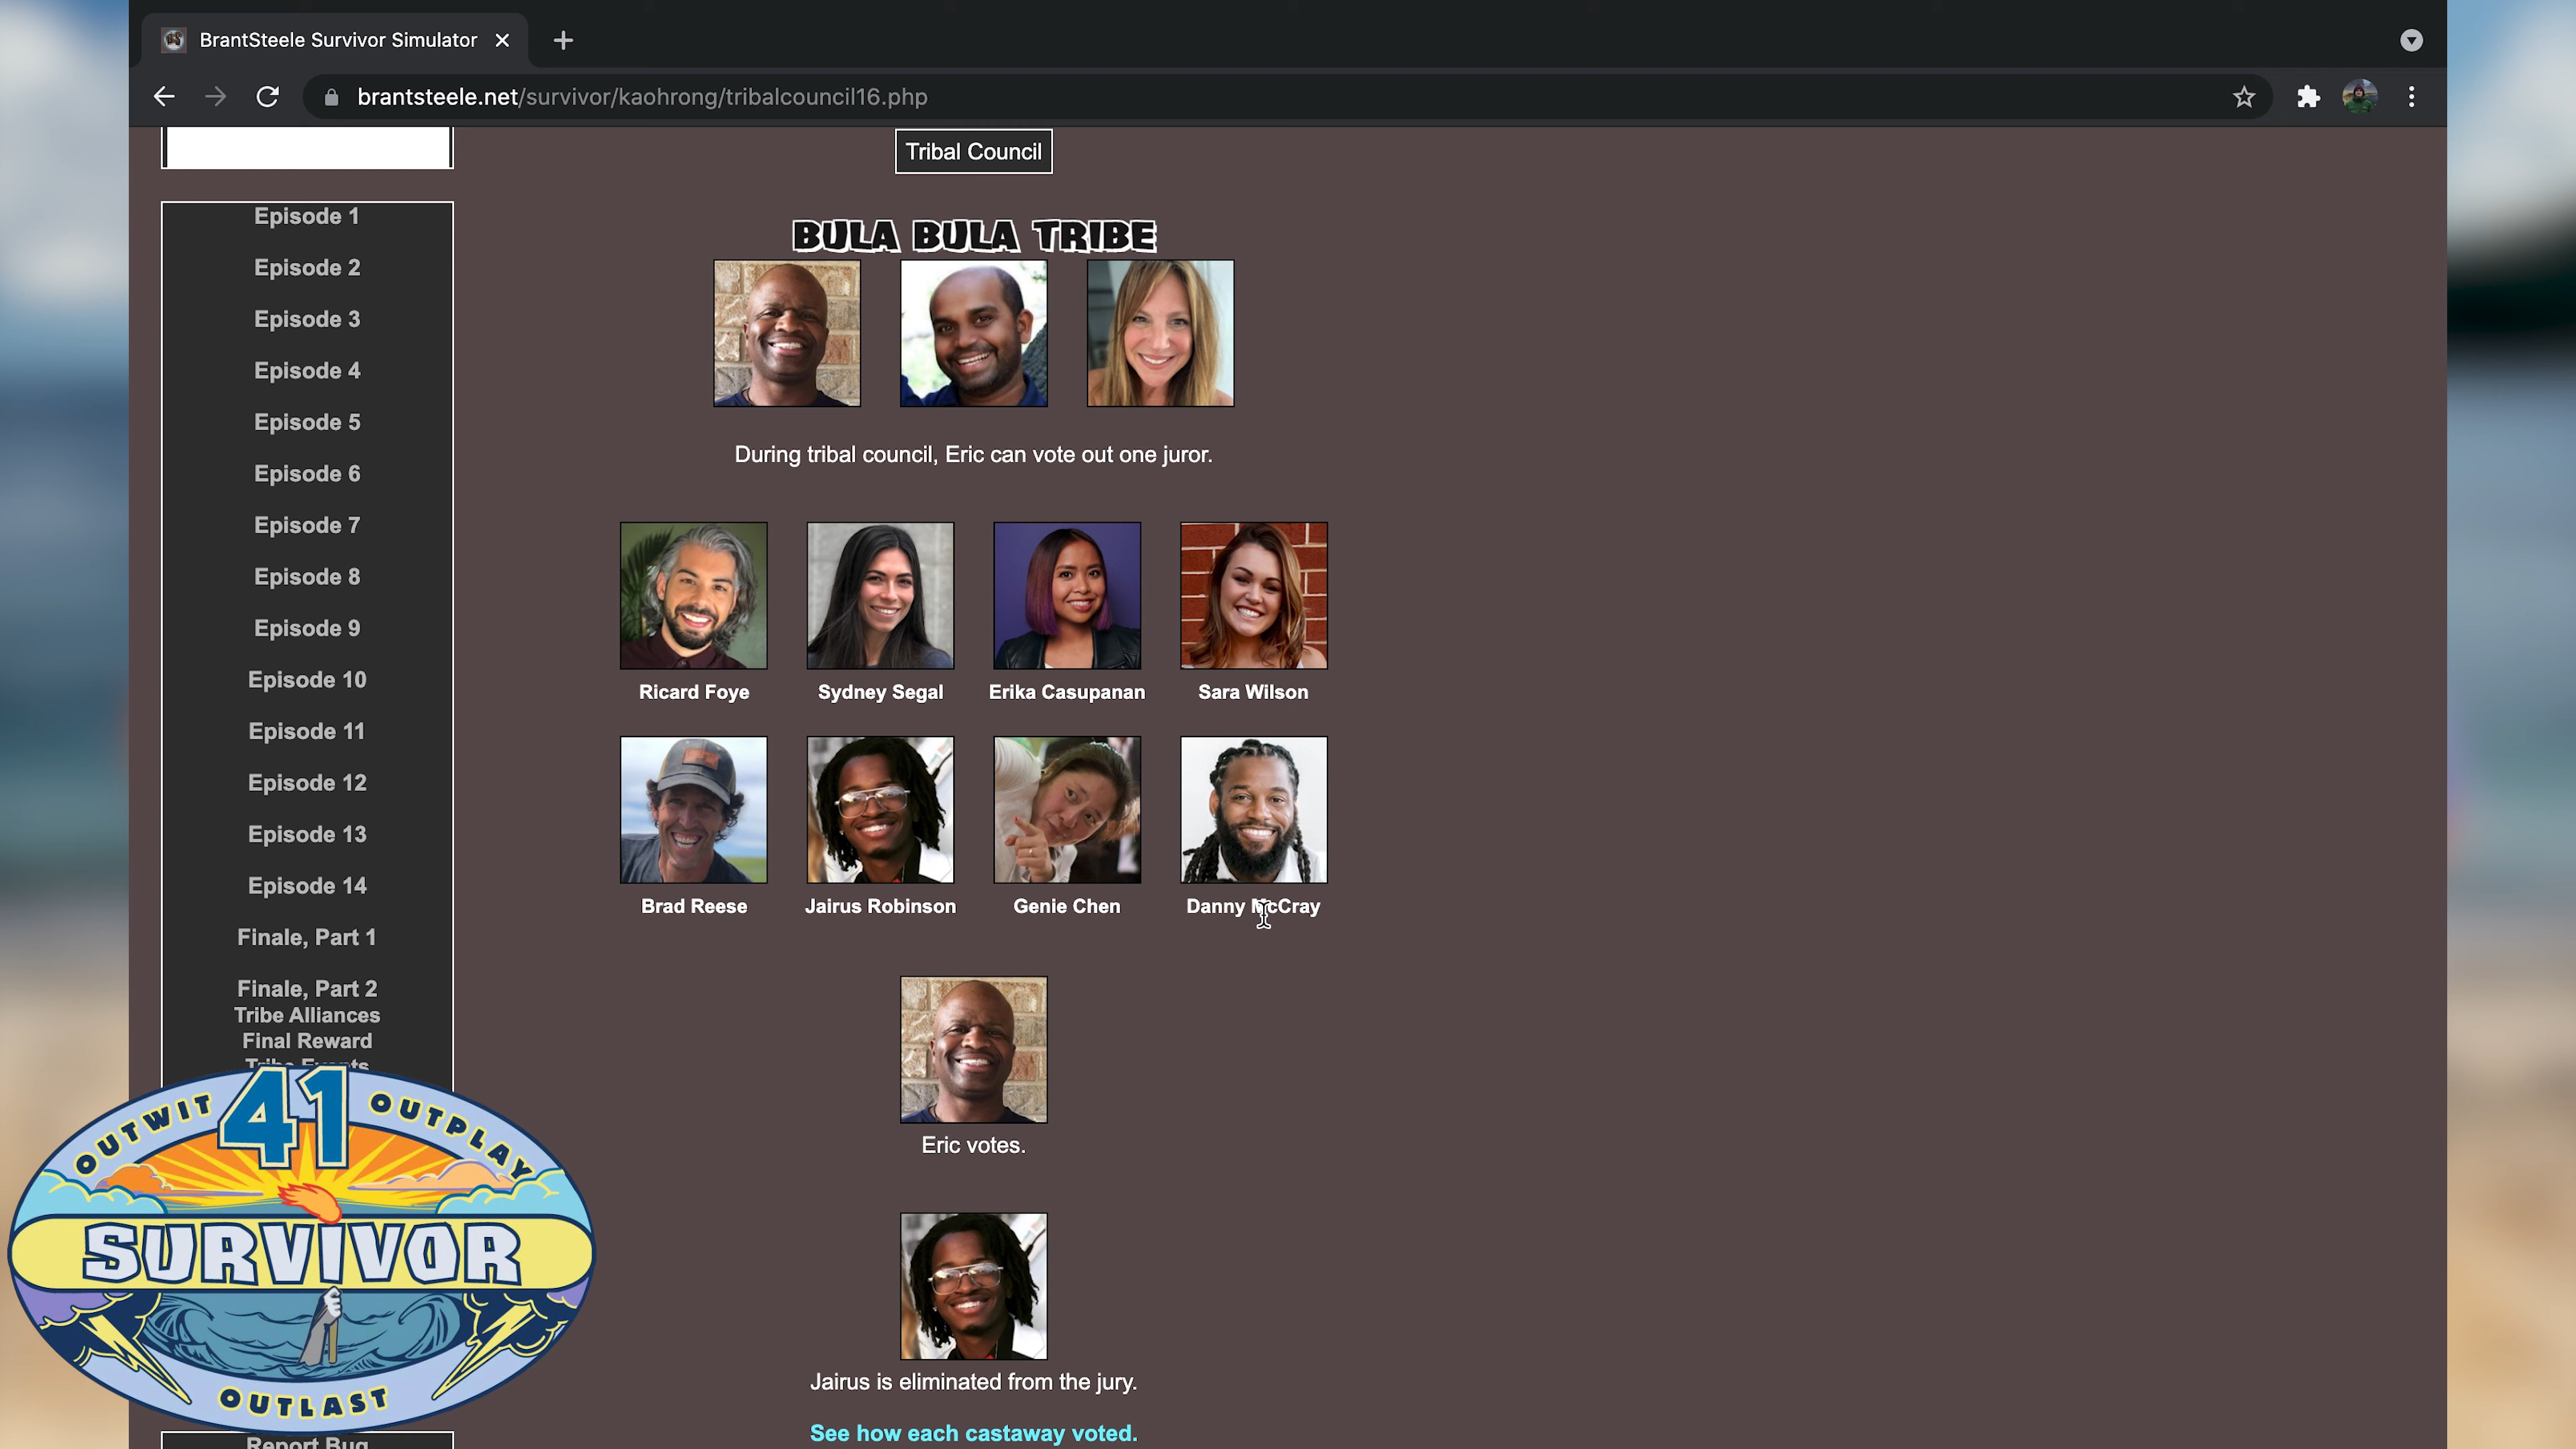 BrantSteele Survivor Simulator
brantsteele.net/survivor/kaohrong/tribalcouncil16.php
Tribal Council
Episode 1
Episode 2
Episode 3
Episode 4
Episode 5
Episode 6
Episode 7
Episode 8
Episode 9
Episode 10
Episode 11
Episode 12
Episode 13
Episode 14
Finale, Part 1
Finale, Part 2
Tribe Alliances
Final Reward
Tribe Events
BULA BULA TRIBE
During tribal council, Eric can vote out one juror.
Ricard Foye Sydney Segal Erika Casupanan Sara Wilson
Brad Reese Jairus Robinson Genie Chen Danny McCray
Eric votes.
Jairus is eliminated from the jury.
See how each castaway voted.
41
OUTWIT OUTPLAY
SURVIVOR
OUTLAST
Report Bug